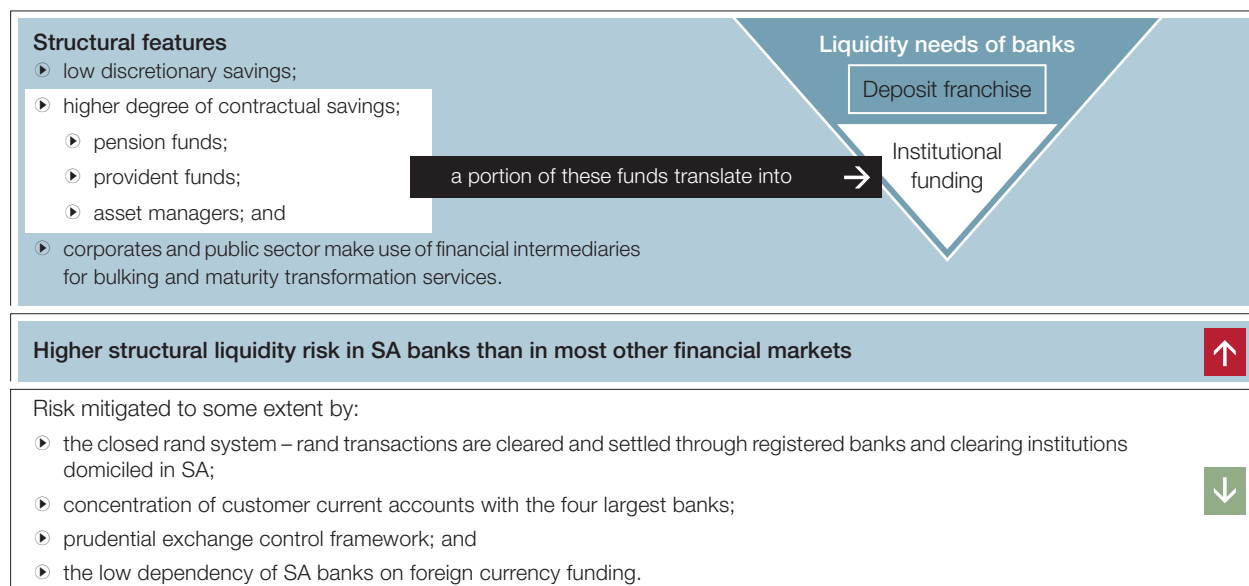 Structural features
low discretionary savings;
higher degree of contractual savings;
pension funds;
provident funds;
asset managers; and
corporates and public sector make use of financial intermediaries
for bulking and maturity transformation services.
a portion of these funds translate into
Liquidity needs of banks
Deposit franchise
Institutional
funding
Higher structural liquidity risk in SA banks than in most other financial markets
Risk mitigated to some extent by:
the closed rand system – rand transactions are cleared and settled through registered banks and clearing institutions
domiciled in SA;
concentration of customer current accounts with the four largest banks;
prudential exchange control framework; and
the low dependency of SA banks on foreign currency funding.